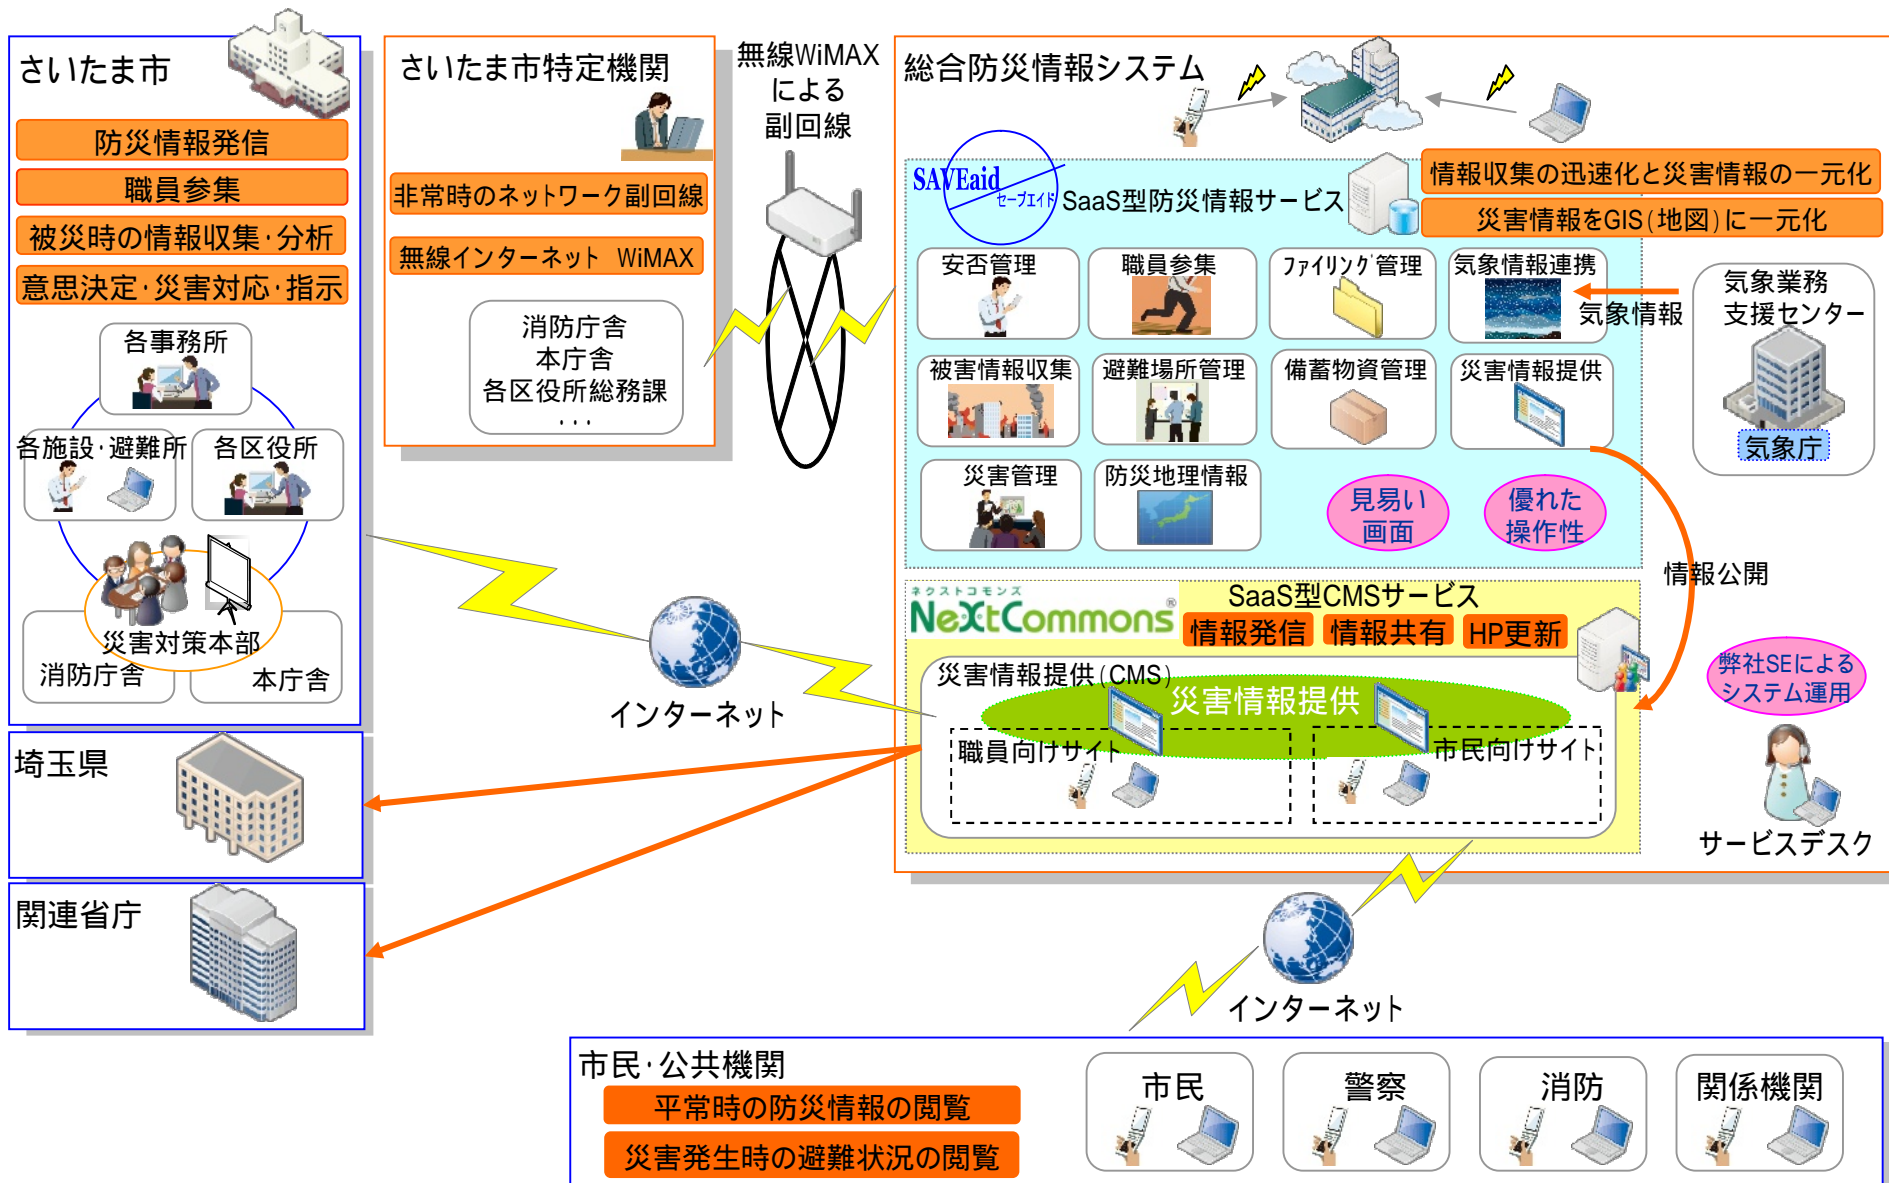 さいたま市
防災情報発信
職員参集
被災時の情報収集・分析
意思決定・災害対応・指示
各事務所
各施設・避難所
各区役所
災害対策本部
消防庁舎
本庁舎
埼玉県
関連省庁
さいたま市特定機関
非常時のネットワーク副回線
無線インターネット WiMAX
消防庁舎
本庁舎
各区役所総務課
・・・
無線WiMAX
による
副回線
インターネット
総合防災情報システム
SAVEaid
セーブエイド
SaaS型防災情報サービス
情報収集の迅速化と災害情報の一元化
災害情報をGIS(地図)に一元化
安否管理
職員参集
ファイリング管理
気象情報連携
被害情報収集
避難場所管理
備蓄物資管理
災害情報提供
災害管理
防災地理情報
見易い
画面
優れた
操作性
気象情報
気象業務
支援センター
気象庁
情報公開
ネクストコモンズ
NeXtCommons®
SaaS型CMSサービス
情報発信
情報共有
HP更新
災害情報提供(CMS)
災害情報提供
職員向けサイト
市民向けサイト
弊社SEによる
システム運用
サービスデスク
インターネット
市民・公共機関
平常時の防災情報の閲覧
災害発生時の避難状況の閲覧
市民
警察
消防
関係機関